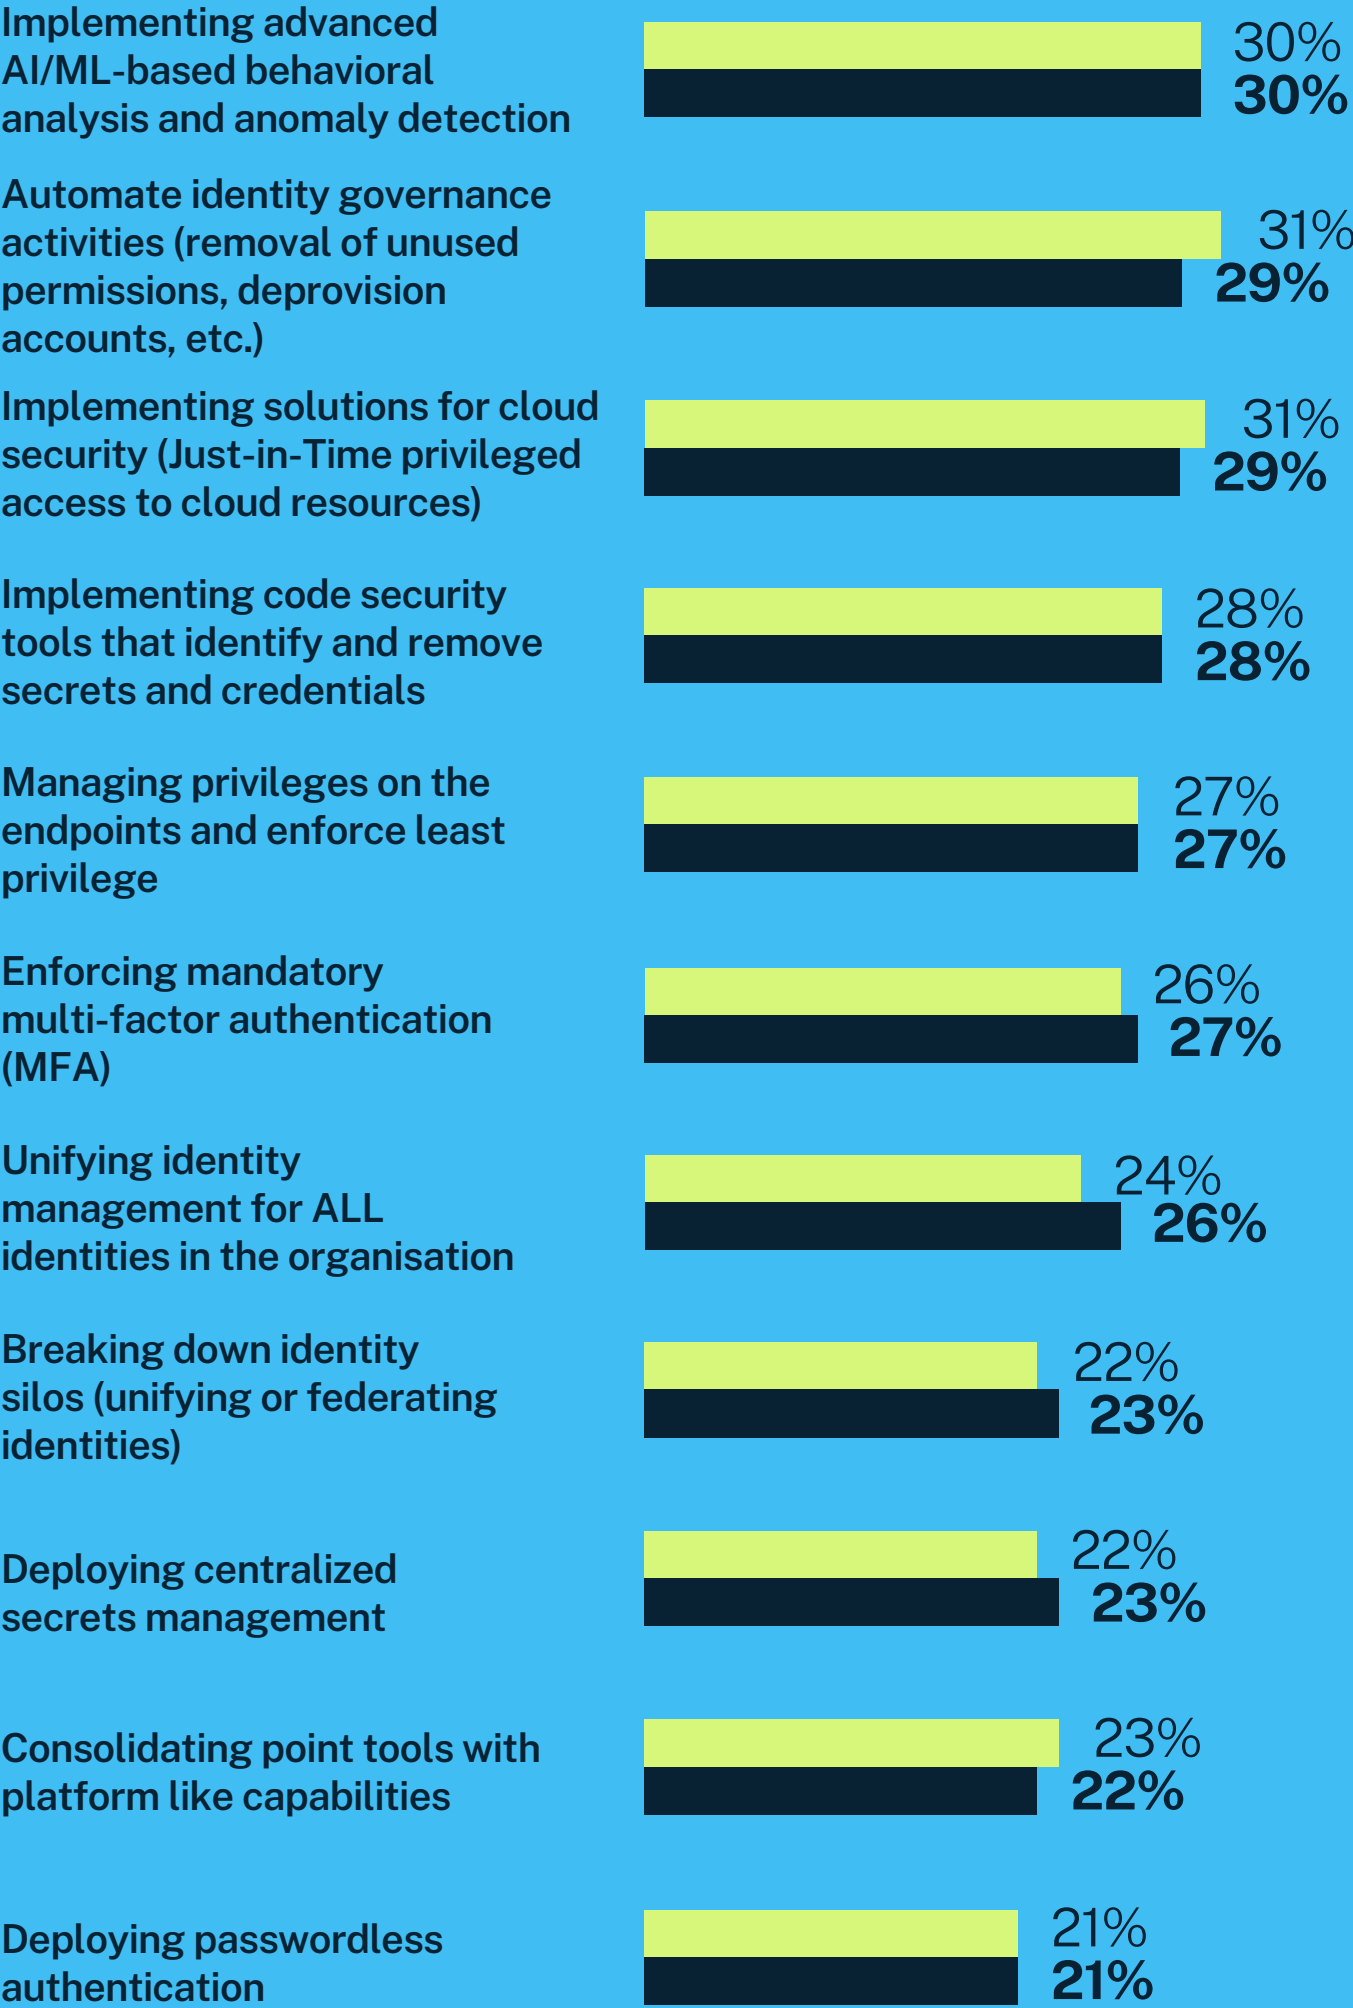 Implementing advanced
AI/ML-based behavioral
analysis and anomaly detection
30%
30%
Automate identity governance
activities (removal of unused
permissions, deprovision
accounts, etc.)
31%
29%
Implementing solutions for cloud
security (Just-in-Time privileged
access to cloud resources)
31%
29%
Implementing code security
tools that identify and remove
secrets and credentials
28%
28%
Managing privileges on the
endpoints and enforce least
privilege
27%
27%
Enforcing mandatory
multi-factor authentication
(MFA)
26%
27%
Unifying identity
management for ALL
identities in the organisation
24%
26%
Breaking down identity
silos (unifying or federating
identities)
22%
23%
Deploying centralized
secrets management
22%
23%
Consolidating point tools with
platform like capabilities
23%
22%
Deploying passwordless
authentication
21%
21%